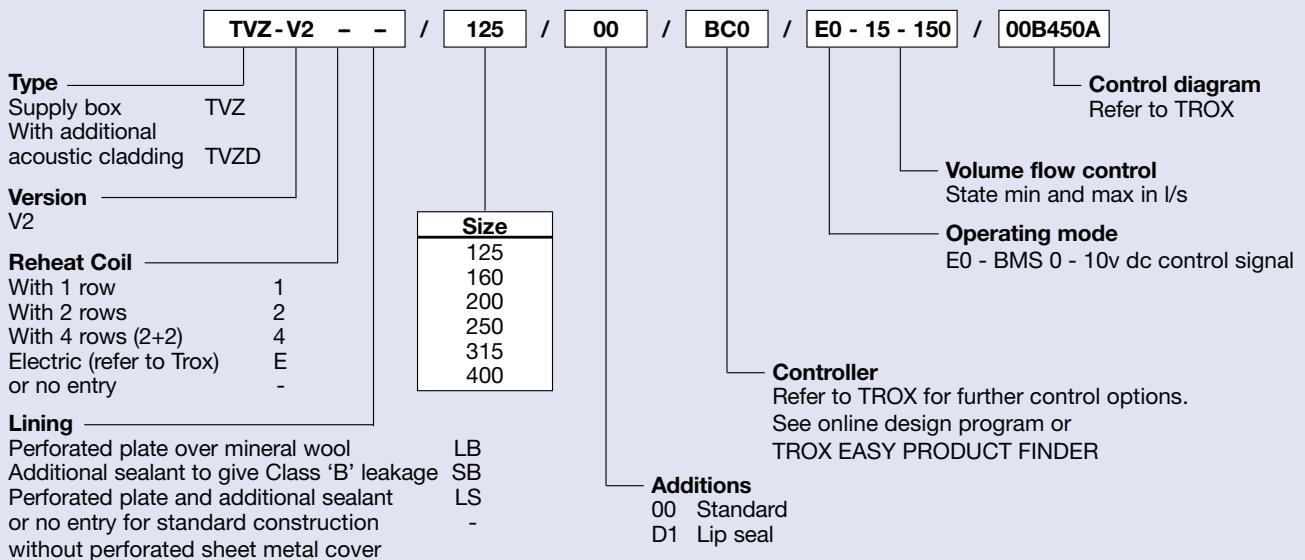 TVZ-V2 - - / 125 / 00 / BC0 / E0 - 15 - 150 / 00B450A
Type
Supply box TVZ
With additional
acoustic cladding TVZD
Version
V2
Reheat Coil
With 1 row 1
With 2 rows 2
With 4 rows (2+2) 4
Electric (refer to Trox) E
or no entry -
Lining
Perforated plate over mineral wool LB
Additional sealant to give Class ‘B’ leakage SB
Perforated plate and additional sealant LS
or no entry for standard construction -
without perforated sheet metal cover
Size
125
160
200
250
315
400
Additions
00 Standard
D1 Lip seal
Controller
Refer to TROX for further control options.
See online design program or
TROX EASY PRODUCT FINDER
Operating mode
E0 - BMS 0 - 10v dc control signal
Volume flow control
State min and max in l/s
Control diagram
Refer to TROX